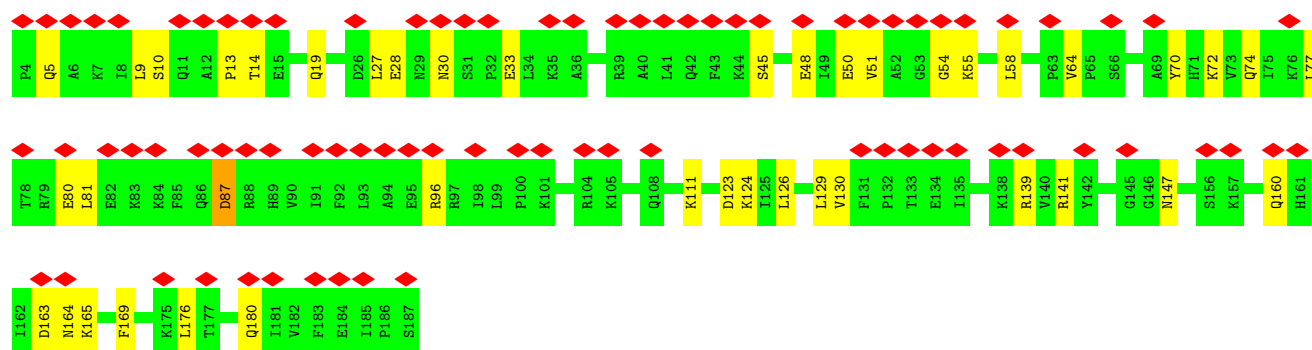 P4 Q5 A6 K7 I8 L9 S10 Q11 A12 P13 T14 E15 Q19 D26 L27 E28 N29 N30 S31 P32 E33 L34 K35 A36 R39 A40 L41 Q42 F43 K44 S45 E48 I49 E50 V51 A52 G53 G54 K55 L58 P63 V64 P65 S66 A69 Y70 H71 K72 V73 Q74 I75 K76 L77
T78 R79 E80 L81 E82 K83 K84 F85 Q86 D87 R88 H89 V90 I91 F92 L93 A94 E95 R96 R97 I98 L99 P100 K101 R104 K105 Q108 K111 D123 K124 I125 L126 L129 V130 F131 P132 T133 E134 I135 K138 R139 V140 R141 Y142 G145 G146 N147 S156 K157 Q160 H161
I162 D163 N164 K165 F169 K175 L176 T177 Q180 I181 V182 F183 E184 I185 P186 S187